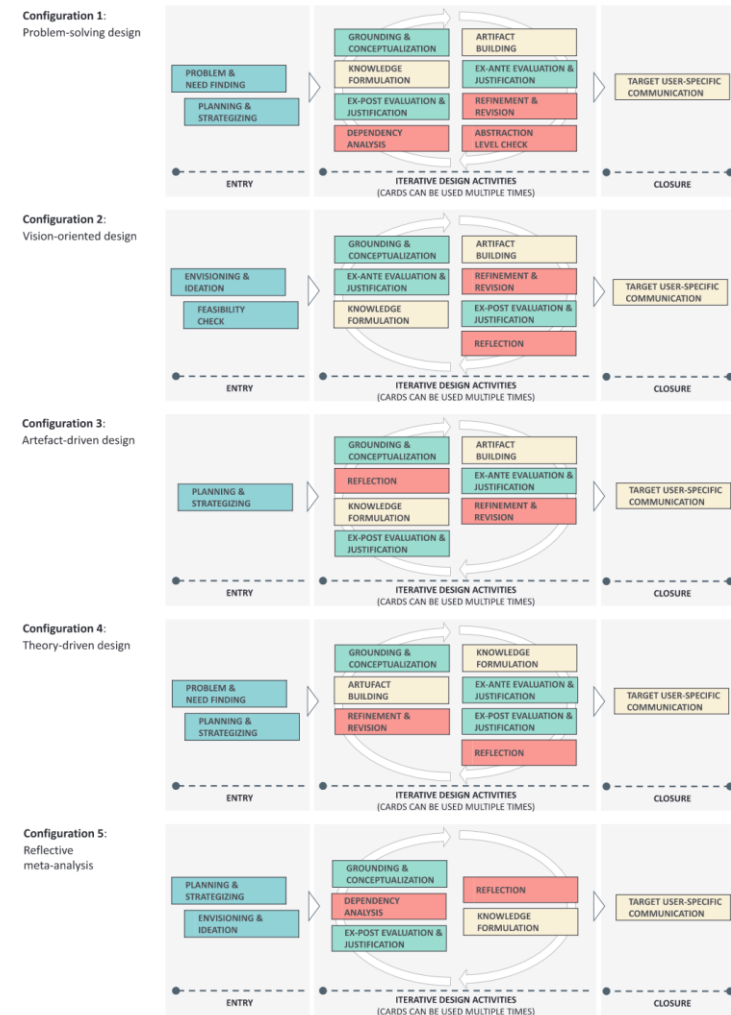 Configuration 1:
Problem-solving design
PROBLEM &
NEED FINDING
PLANNING &
STRATEGIZING
ENTRY
GROUNDING &
CONCEPTUALIZATION
KNOWLEDGE
FORMULATION
EX-POST EVALUATION &
JUSTIFICATION
DEPENDENCY
ANALYSIS
ARTIFACT
BUILDING
EX-ANTE EVALUATION &
JUSTIFICATION
REFINEMENT &
REVISION
ABSTRACTION
LEVEL CHECK
ITERATIVE DESIGN ACTIVITIES
(CARDS CAN BE USED MULTIPLE TIMES)
TARGET USER-SPECIFIC
COMMUNICATION
CLOSURE
Configuration 2:
Vision-oriented design
ENVISIONING &
IDEATION
FEASIBILITY
CHECK
ENTRY
GROUNDING &
CONCEPTUALIZATION
EX-ANTE EVALUATION &
JUSTIFICATION
KNOWLEDGE
FORMULATION
ARTIFACT
BUILDING
REFINEMENT &
REVISION
EX-POST EVALUATION &
JUSTIFICATION
REFLECTION
ITERATIVE DESIGN ACTIVITIES
(CARDS CAN BE USED MULTIPLE TIMES)
TARGET USER-SPECIFIC
COMMUNICATION
CLOSURE
Configuration 3:
Artefact-driven design
PLANNING &
STRATEGIZING
ENTRY
GROUNDING &
CONCEPTUALIZATION
REFLECTION
KNOWLEDGE
FORMULATION
EX-POST EVALUATION &
JUSTIFICATION
ARTIFACT
BUILDING
EX-ANTE EVALUATION &
JUSTIFICATION
REFINEMENT &
REVISION
ITERATIVE DESIGN ACTIVITIES
(CARDS CAN BE USED MULTIPLE TIMES)
TARGET USER-SPECIFIC
COMMUNICATION
CLOSURE
Configuration 4:
Theory-driven design
PROBLEM &
NEED FINDING
PLANNING &
STRATEGIZING
ENTRY
GROUNDING &
CONCEPTUALIZATION
ARTUFACT
BUILDING
REFINEMENT &
REVISION
KNOWLEDGE
FORMULATION
EX-ANTE EVALUATION &
JUSTIFICATION
EX-POST EVALUATION &
JUSTIFICATION
REFLECTION
ITERATIVE DESIGN ACTIVITIES
(CARDS CAN BE USED MULTIPLE TIMES)
TARGET USER-SPECIFIC
COMMUNICATION
CLOSURE
Configuration 5:
Reflective
meta-analysis
PLANNING &
STRATEGIZING
ENVISIONING &
IDEATION
ENTRY
GROUNDING &
CONCEPTUALIZATION
DEPENDENCY
ANALYSIS
EX-POST EVALUATION &
JUSTIFICATION
REFLECTION
KNOWLEDGE
FORMULATION
ITERATIVE DESIGN ACTIVITIES
(CARDS CAN BE USED MULTIPLE TIMES)
TARGET USER-SPECIFIC
COMMUNICATION
CLOSURE